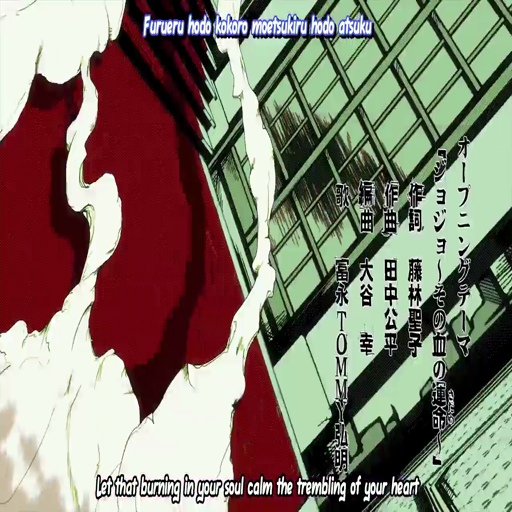 Furueru hodo kokoro moetsukiru hodo atsuku
オープニングテーマ
『ジョジョ～その血の運命～』
さだめ
作詞 藤林聖子
作曲 田中公平
編曲 大谷 幸
歌 富永TOMMY弘明
Let that burning in your soul calm the trembling of your heart